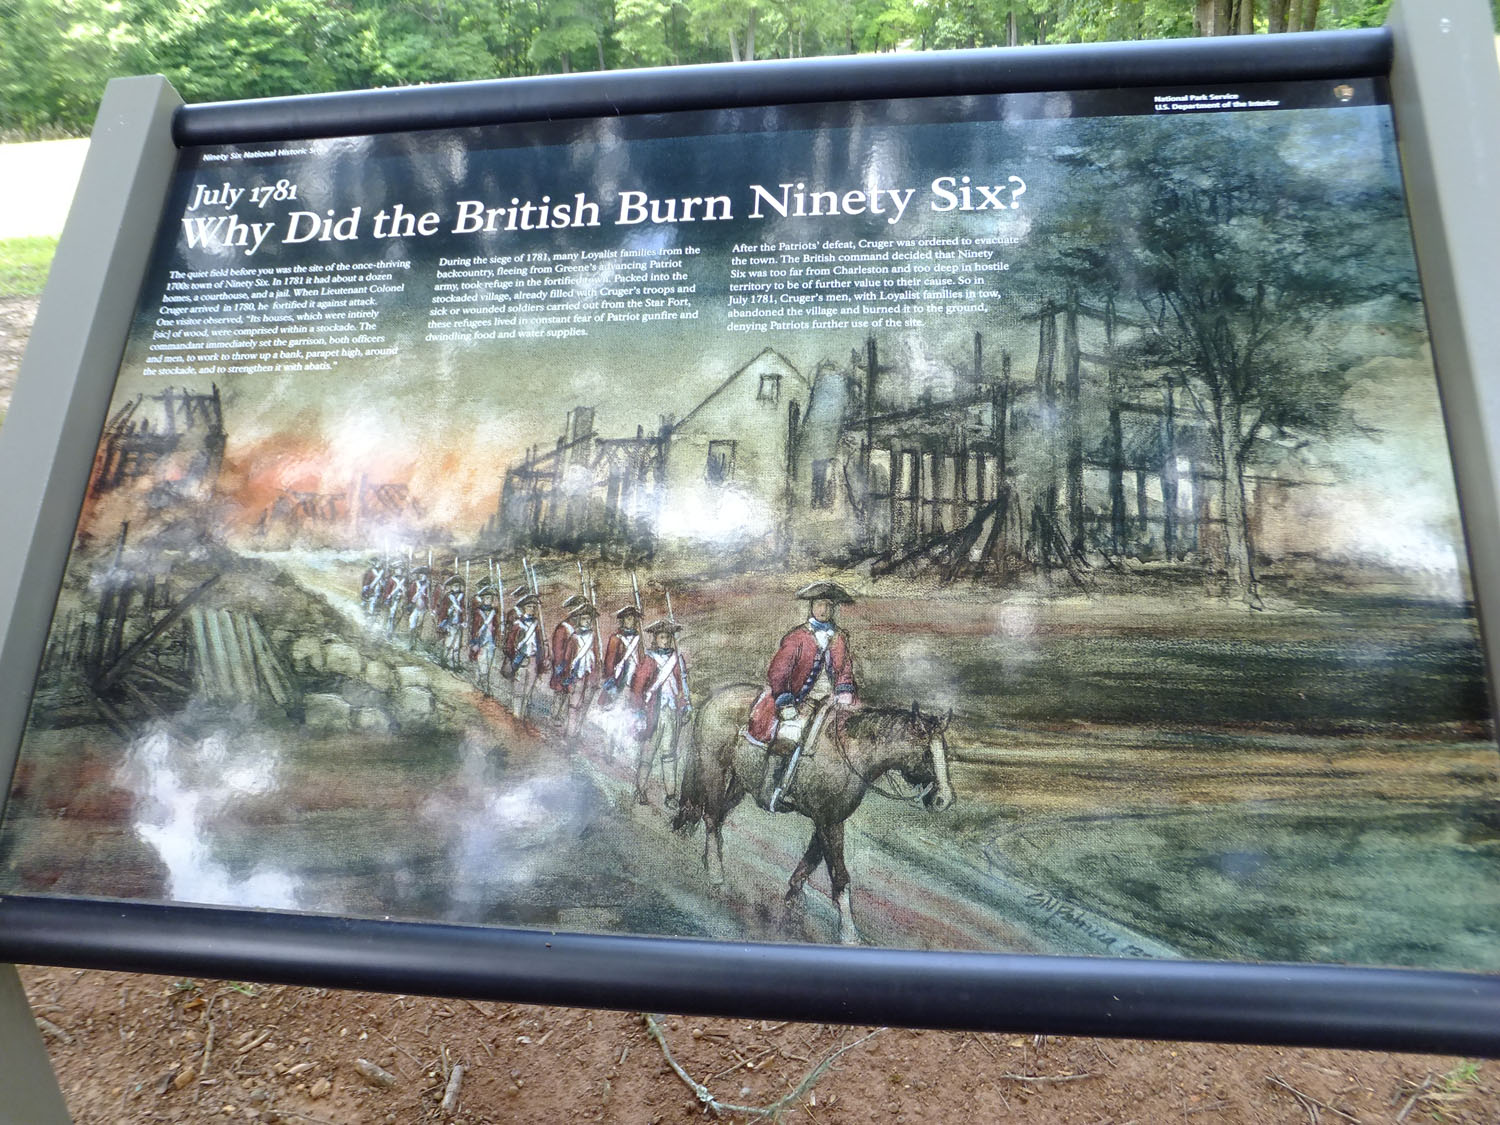 National Park Service
U.S. Department of the Interior
Ninety Six National Historic
July 1781
Why Did the British Burn Ninety Six?
The quiet field before you was the site of the once-thriving
1700s town of Ninety Six. In 1781 it had about a dozen
homes, a courthouse, and a jail. When Lieutenant Colonel
Cruger arrived in 1780, he fortified it against attack.
One visitor observed, "Its houses, which were intirely
[sic] of wood, were comprised within a stockade. The
commandant immediately set the garrison, both officers
and men, to work to throw up a bank, parapet high, around
the stockade, and to strengthen it with abatis."
During the siege of 1781, many Loyalist families from the
backcountry, fleeing from Greene's advancing Patriot
army, took refuge in the fortified town. Packed into the
stockaded village, already filled with Cruger's troops and
sick or wounded soldiers carried out from the Star Fort,
these refugees lived in constant fear of Patriot gunfire and
dwindling food and water supplies.
After the Patriots' defeat, Cruger was ordered to evacuate
the town. The British command decided that Ninety
Six was too far from Charleston and too deep in hostile
territory to be of further value to their cause. So in
July 1781, Cruger's men, with Loyalist families in tow,
abandoned the village and burned it to the ground,
denying Patriots further use of the site.